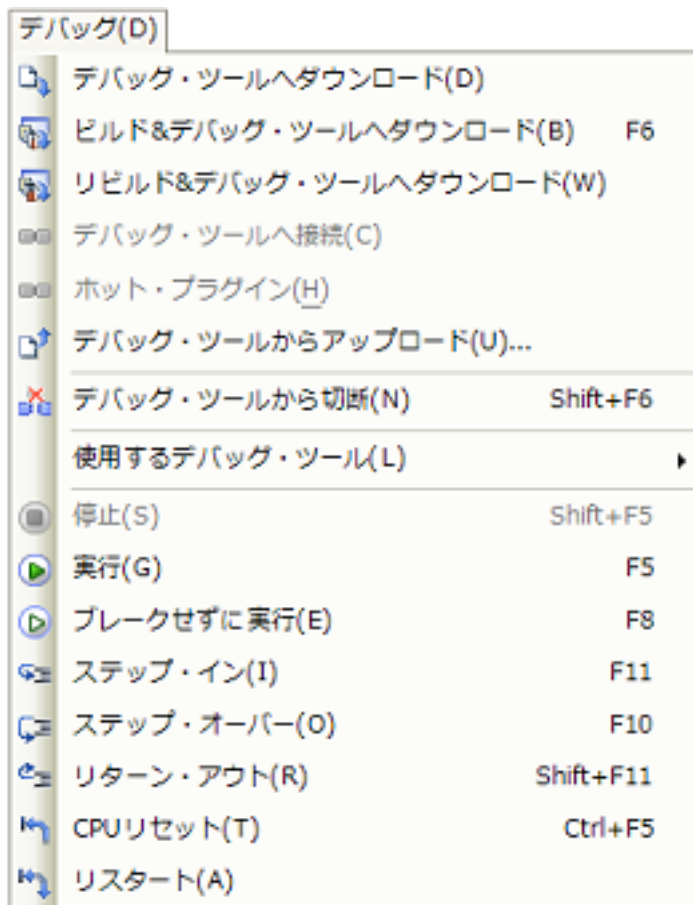 デバッグ(D)
デバッグ・ツールへダウンロード(D)
ビルド&デバッグ・ツールへダウンロード(B) F6
リビルド&デバッグ・ツールへダウンロード(W)
デバッグ・ツールへ接続(C)
ホット・プラグイン(H)
デバッグ・ツールからアップロード(U)...
デバッグ・ツールから切断(N) Shift+F6
使用するデバッグ・ツール(L)
停止(S) Shift+F5
実行(G) F5
ブレークせずに実行(E) F8
ステップ・イン(I) F11
ステップ・オーバー(O) F10
リターン・アウト(R) Shift+F11
CPUリセット(T) Ctrl+F5
リスタート(A)